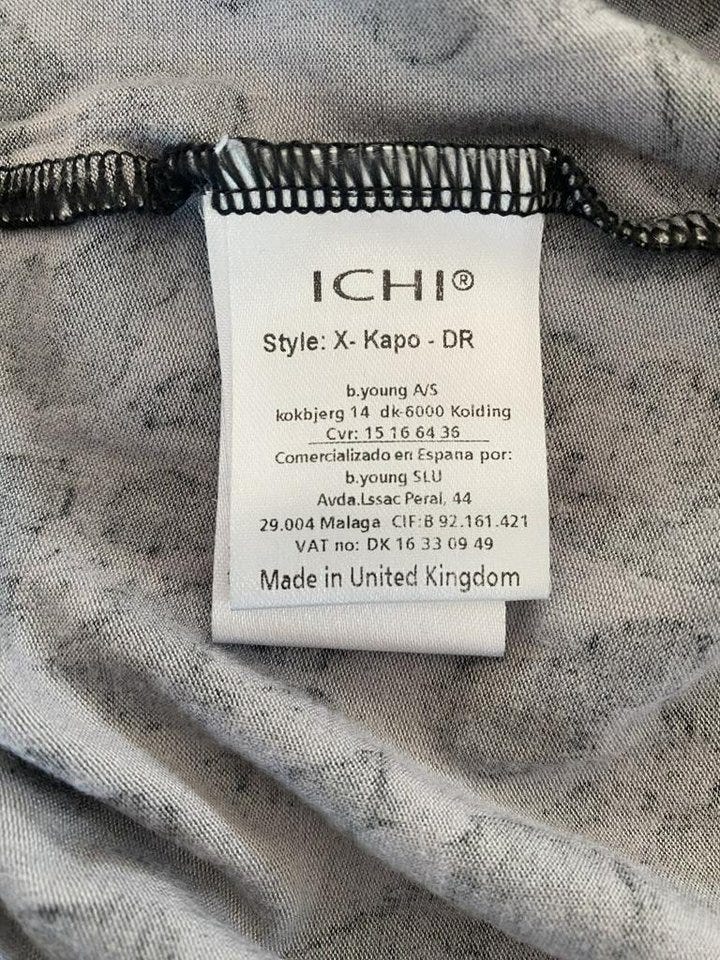 ICHI®
Style: X- Kapo - DR
b.young A/S
kokbjerg 14 dk-6000 Kolding
Cvr: 15 16 64 36
Comercializado en Espana por:
b.young SLU
Avda.Lssac Peral, 44
29.004 Malaga CIF:B 92.161.421
VAT no: DK 16 33 09 49
Made in United Kingdom